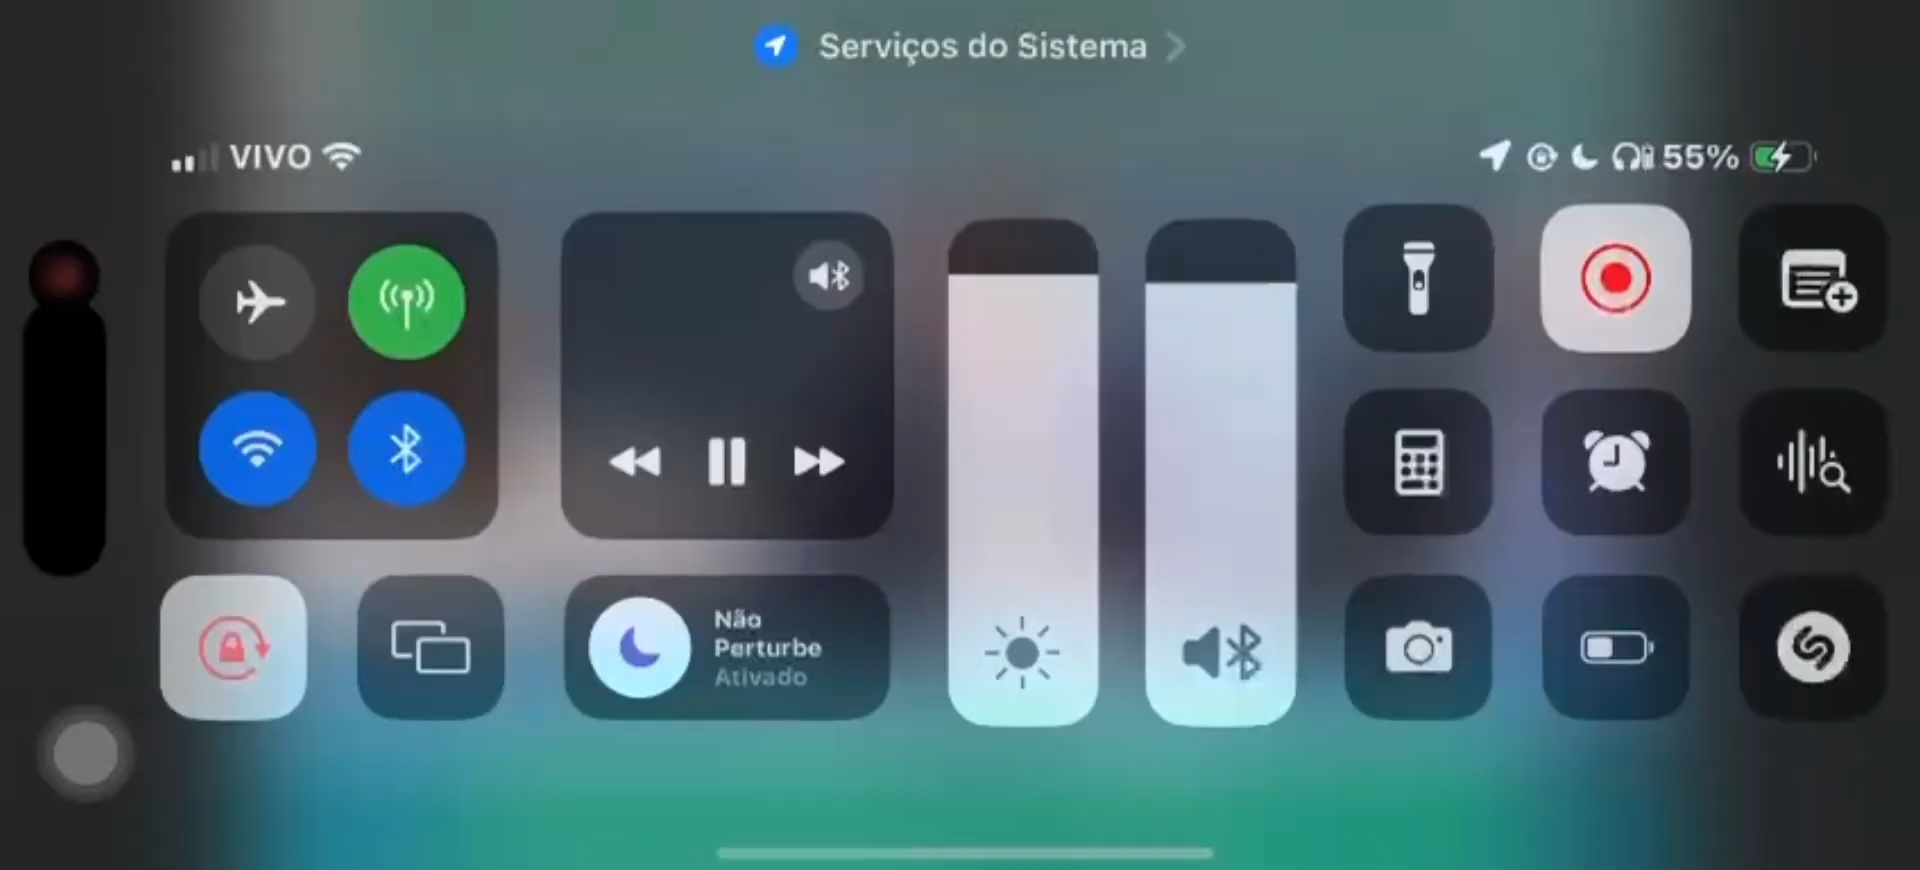 Serviços do Sistema
VIVO
55%
Não
Perturbe
Ativado